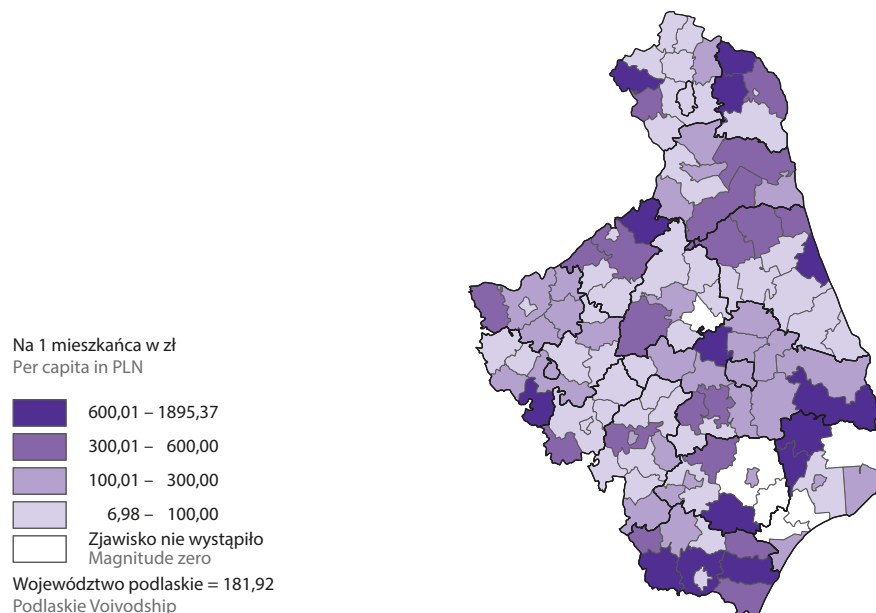 Na 1 mieszkańca w zł
Per capita in PLN
600,01 – 1895,37
300,01 – 600,00
100,01 – 300,00
6,98 – 100,00
Zjawisko nie wystąpiło
Magnitude zero
Województwo podlaskie = 181,92
Podlaskie Voivodship